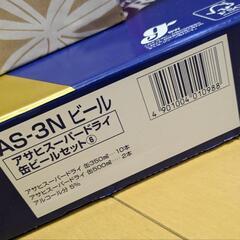 AS-3N ビール
アサヒスーパードライ
缶ビールセット⑥
アサヒスーパードライ 缶350ml…10本
アサヒスーパードライ 缶500ml…2本
アルコール分 5%
4901004010988